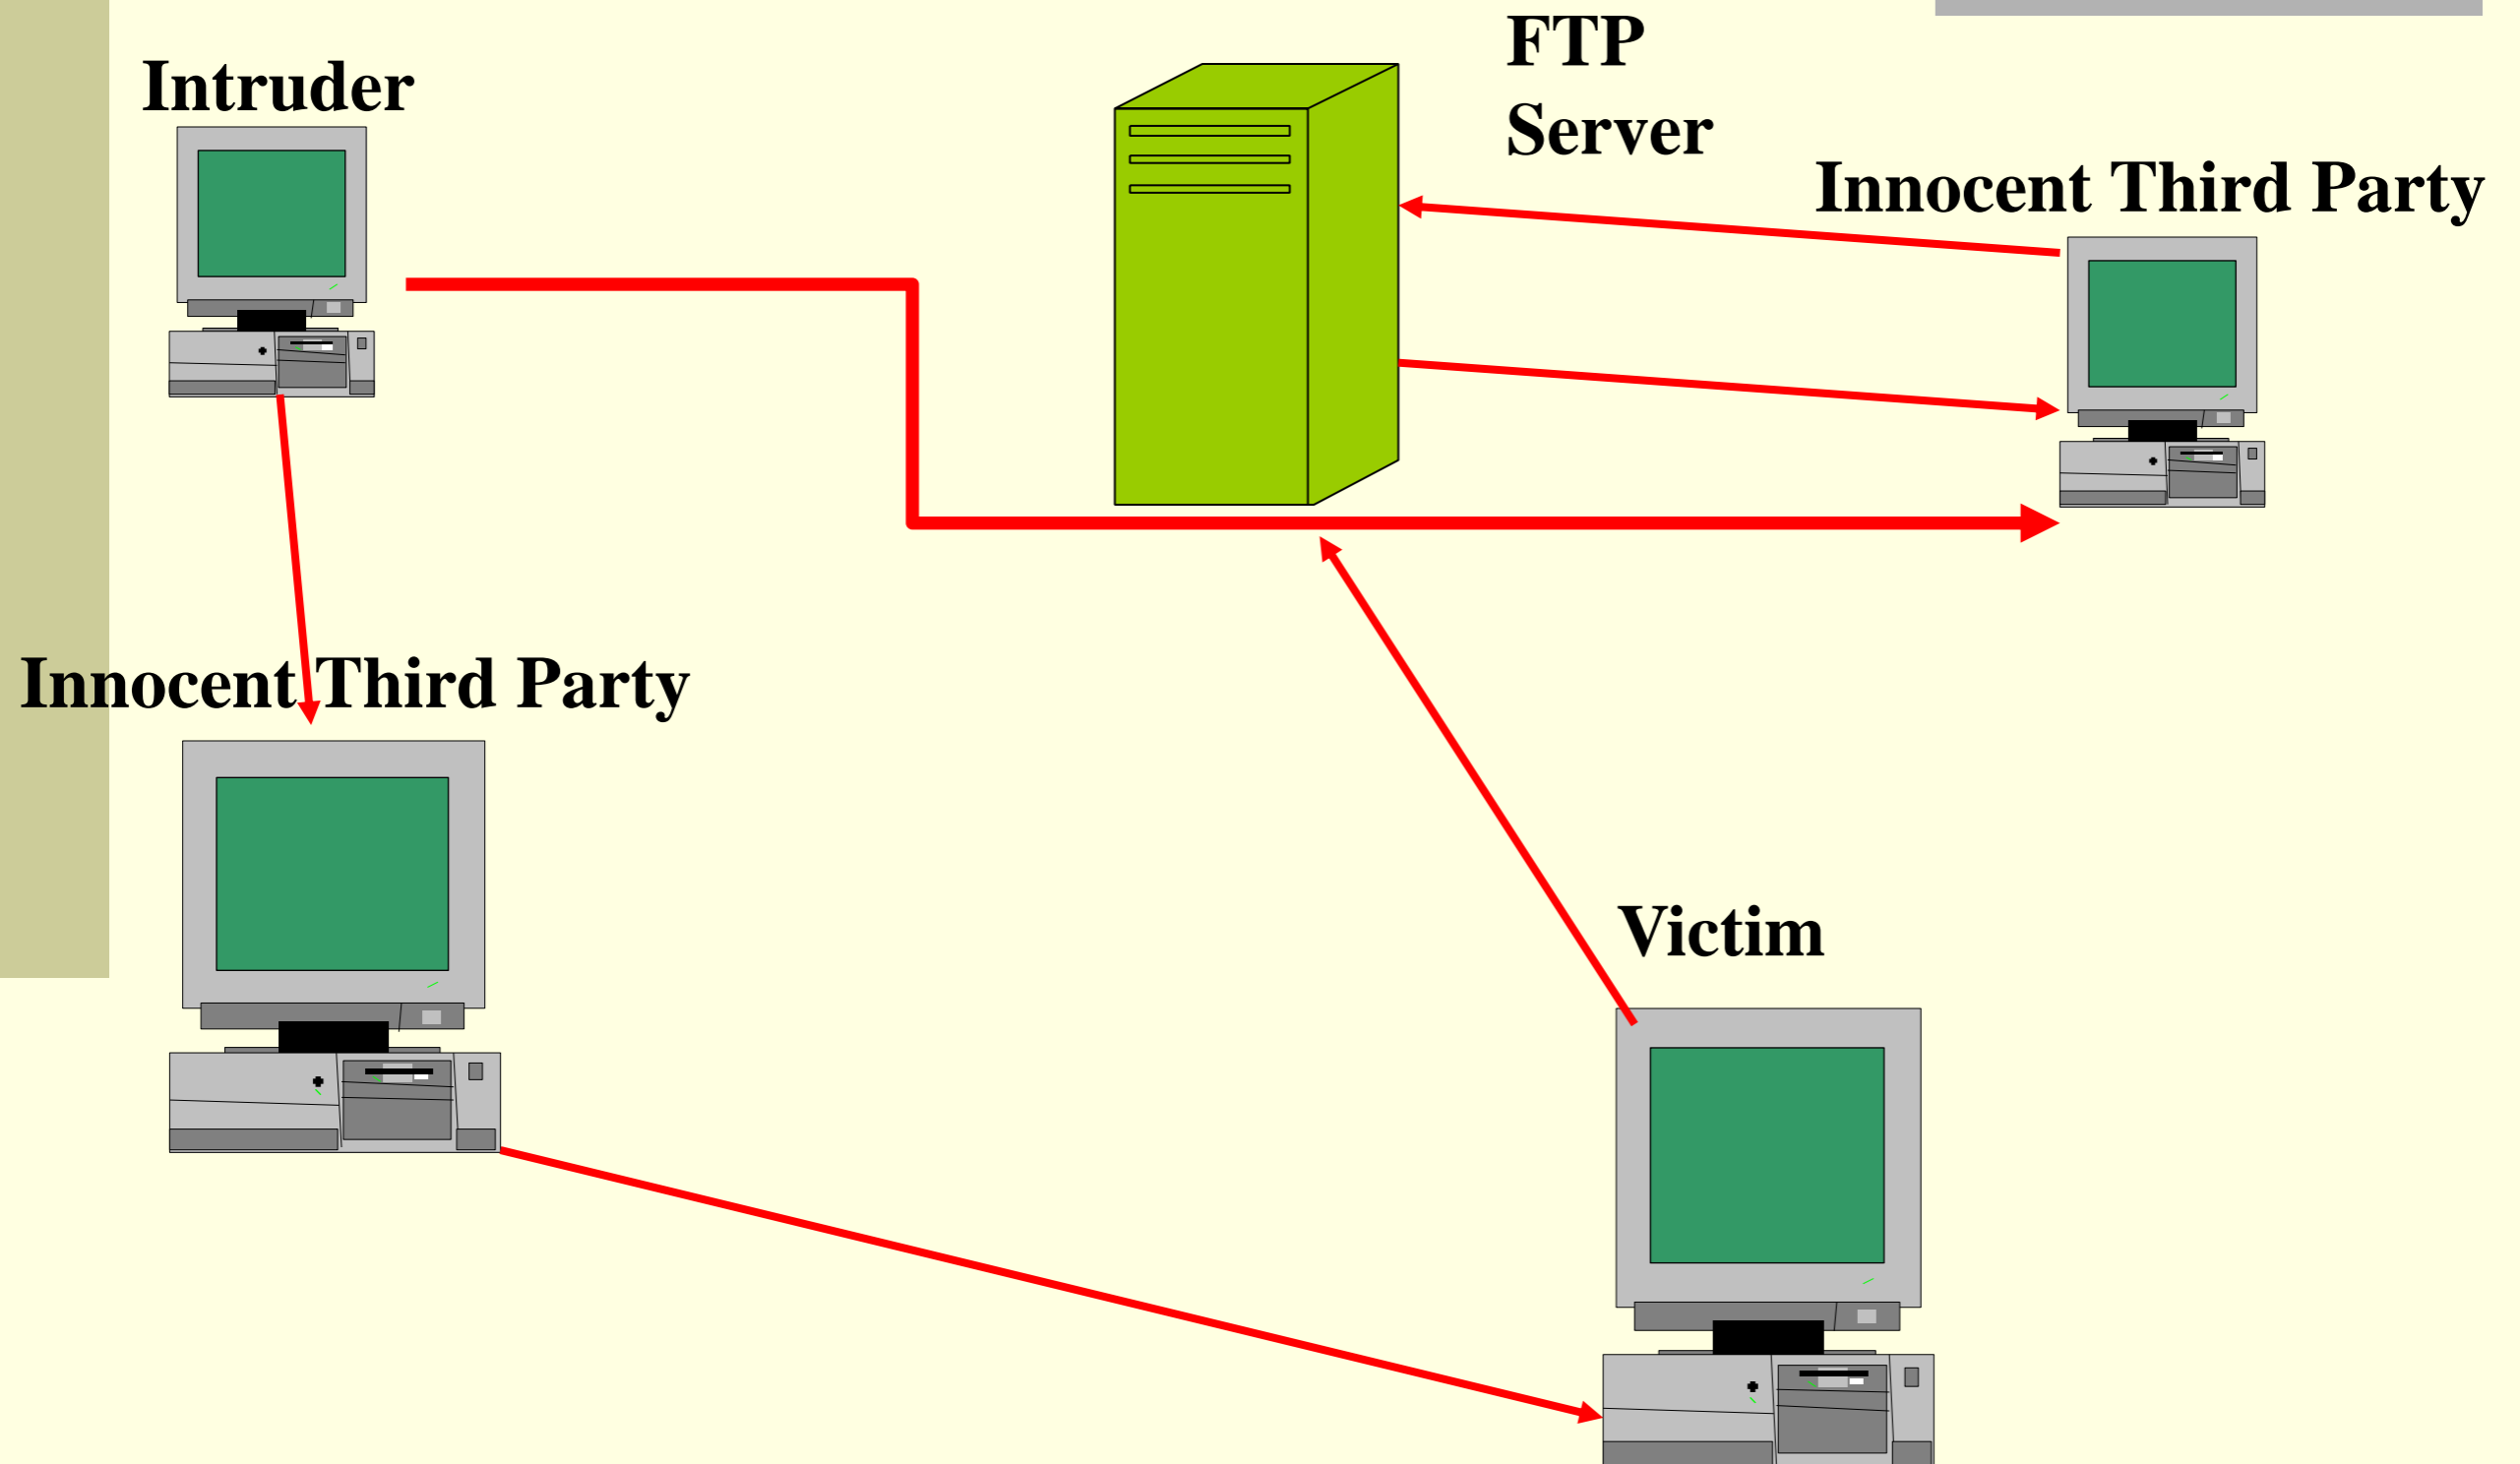 FTP
Server
Intruder
Innocent Third Party
Innocent Third Party
Victim